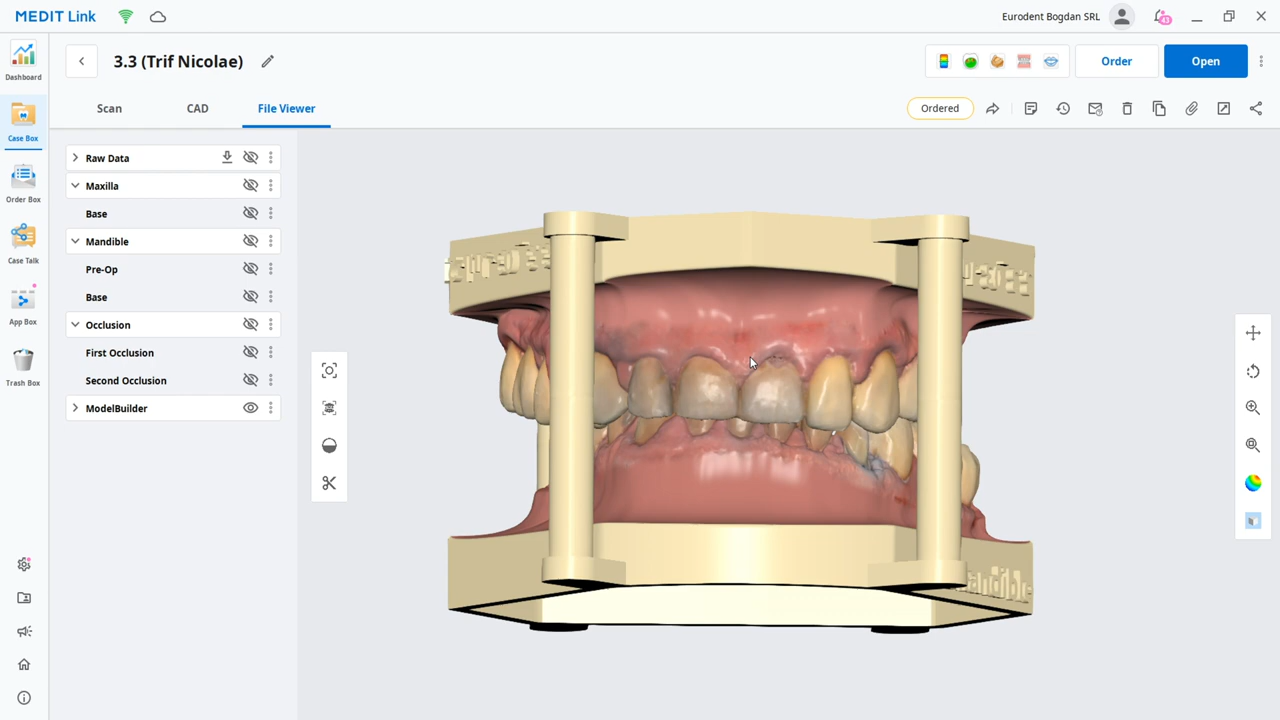 MEDIT Link
Eurodent Bogdan SRL
43
Dashboard
Case Box
Order Box
Case Talk
App Box
Trash Box
3.3 (Trif Nicolae)
Order
Open
Scan
CAD
File Viewer
Ordered
Raw Data
Maxilla
Base
Mandible
Pre-Op
Base
Occlusion
First Occlusion
Second Occlusion
ModelBuilder